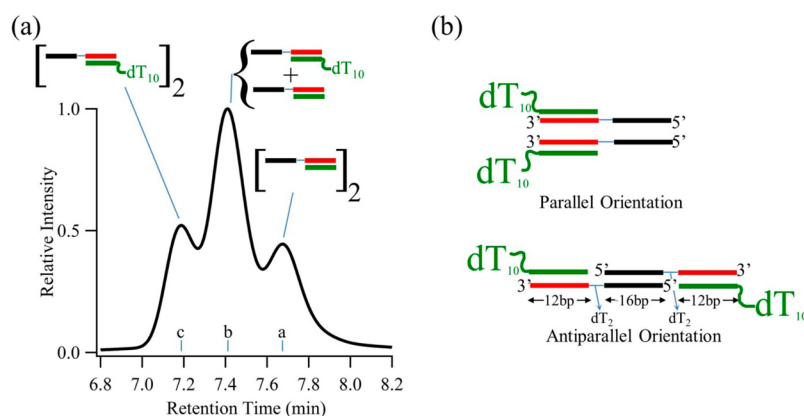 (a)
[ dT10 ]2
{ dT10
+
[ ]2
1.0
0.5
0.0
Relative Intensity
c b a
6.8 7.0 7.2 7.4 7.6 7.8 8.0 8.2
Retention Time (min)
(b)
dT10
3’ 5’
3’ 5’
dT10
Parallel Orientation
dT10 5’ 3’
3’ 5’
12bp 16bp 12bp dT10
dT2 dT2
Antiparallel Orientation